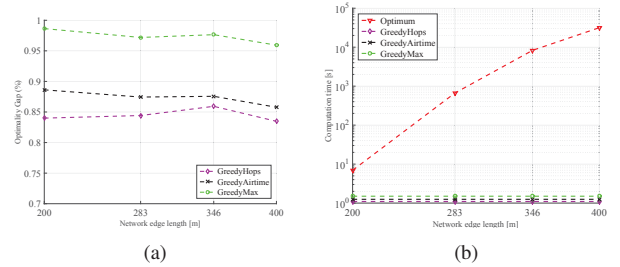 1
0.95
0.9
0.85
0.8
0.75
0.7
Optimality Gap (%)
GreedyHops
GreedyAirtime
GreedyMax
200
283
346
400
Network edge length [m]
(a)
10^5
10^4
10^3
10^2
10^1
10^0
Computation time [s]
Optimum
GreedyHops
GreedyAirtime
GreedyMax
200
283
346
400
Network edge length [m]
(b)